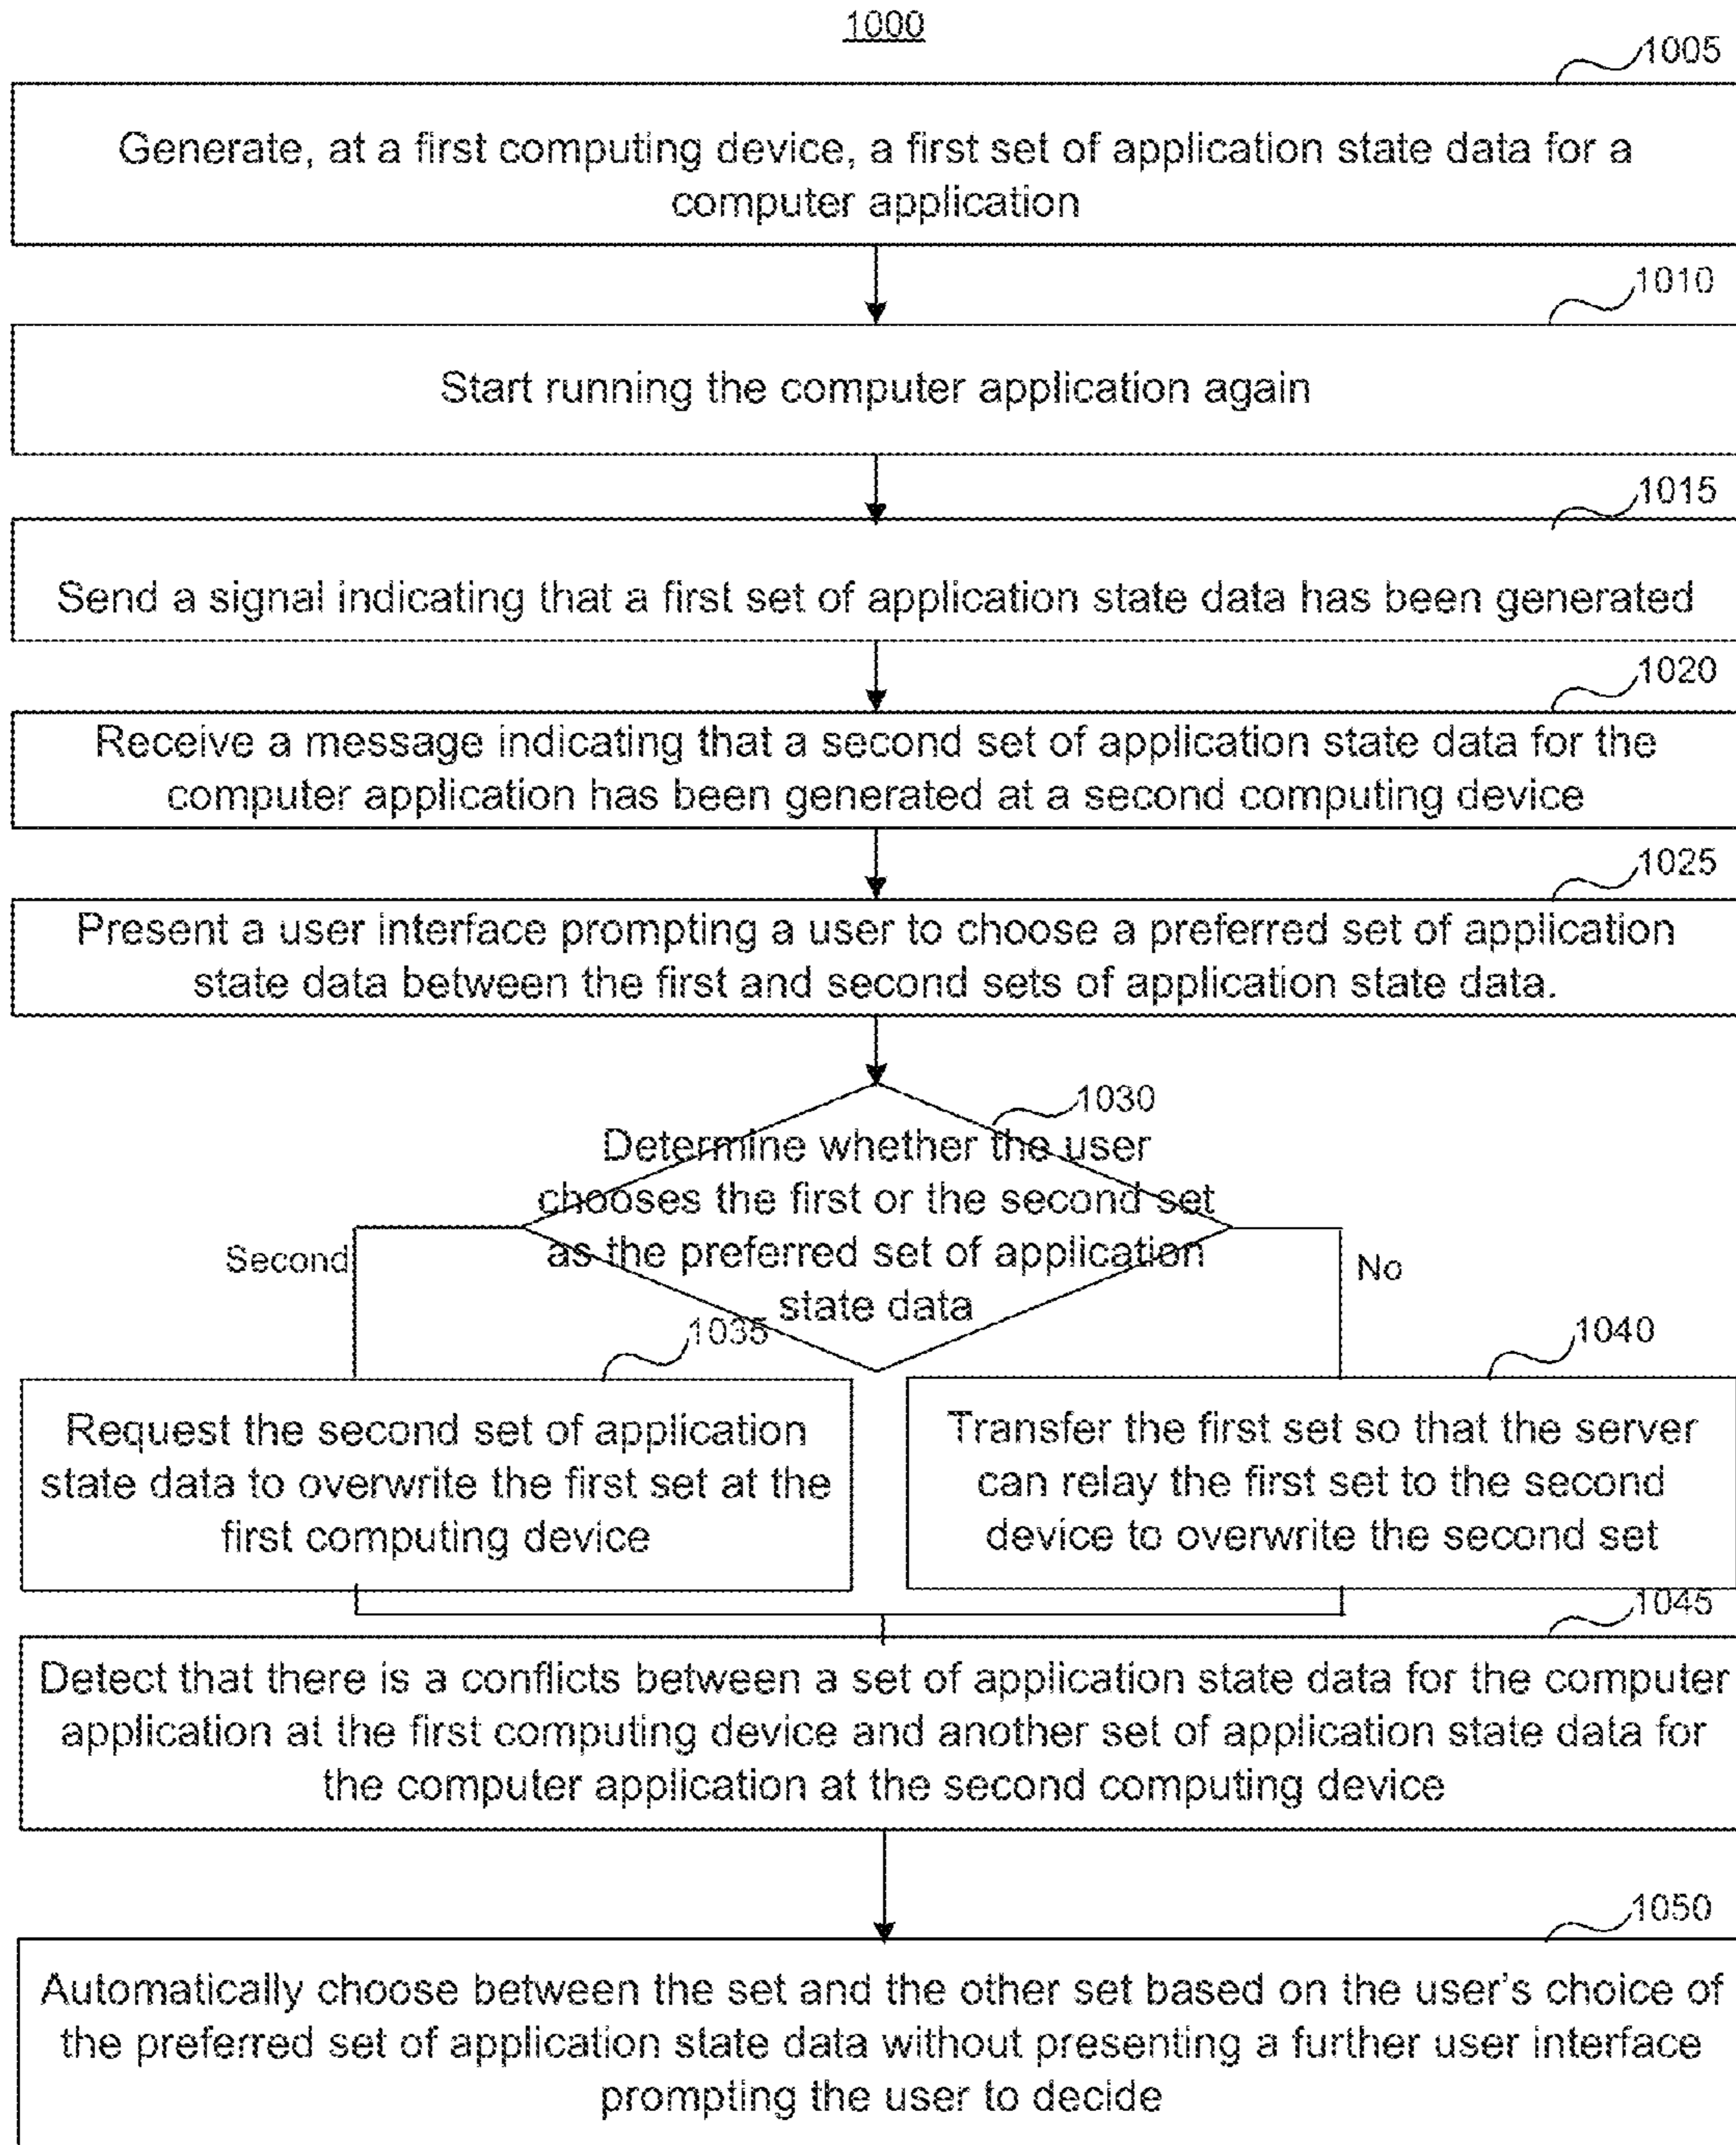 1000
1005
Generate, at a first computing device, a first set of application state data for a
computer application
1010
Start running the computer application again
1015
Send a signal indicating that a first set of application state data has been generated
1020
Receive a message indicating that a second set of application state data for the
computer application has been generated at a second computing device
1025
Present a user interface prompting a user to choose a preferred set of application
state data between the first and second sets of application state data.
1030
Determine whether the user
chooses the first or the second set
as the preferred set of application
state data
Second
No
1035
Request the second set of application
state data to overwrite the first set at the
first computing device
1040
Transfer the first set so that the server
can relay the first set to the second
device to overwrite the second set
1045
Detect that there is a conflicts between a set of application state data for the computer
application at the first computing device and another set of application state data for
the computer application at the second computing device
1050
Automatically choose between the set and the other set based on the user's choice of
the preferred set of application state data without presenting a further user interface
prompting the user to decide